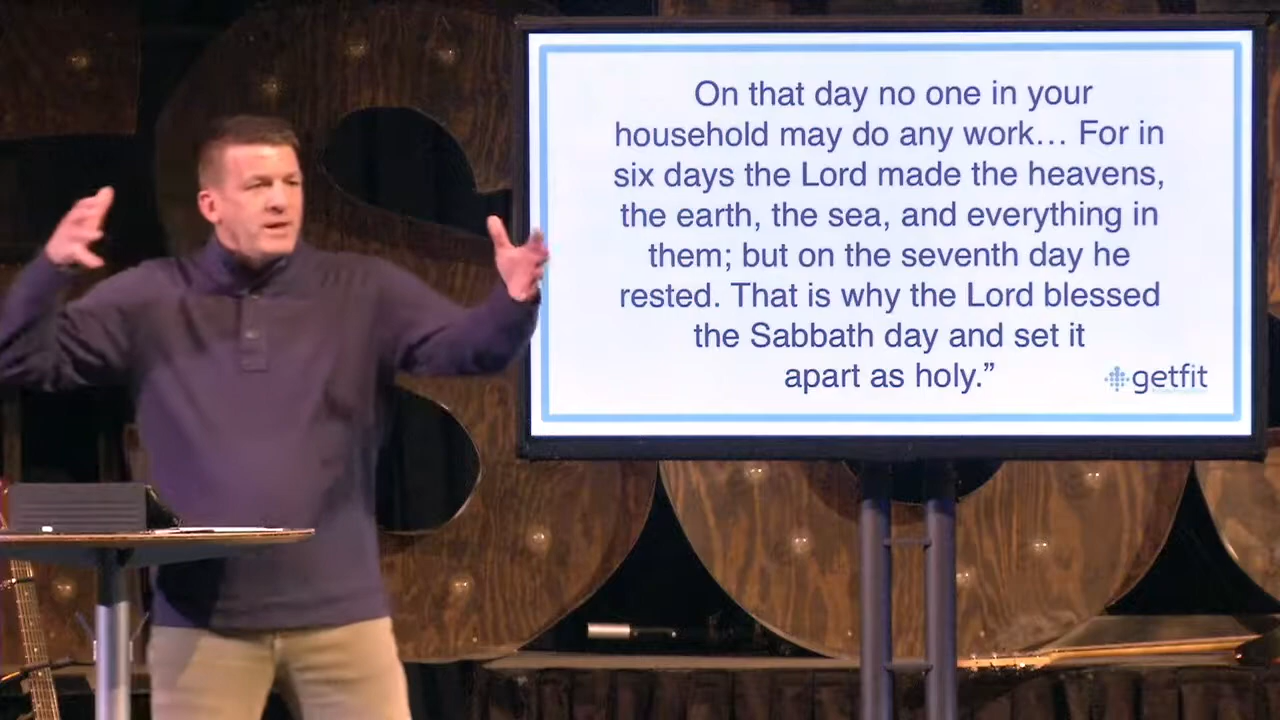 On that day no one in your
household may do any work… For in
six days the Lord made the heavens,
the earth, the sea, and everything in
them; but on the seventh day he
rested. That is why the Lord blessed
the Sabbath day and set it
apart as holy.”
getfit